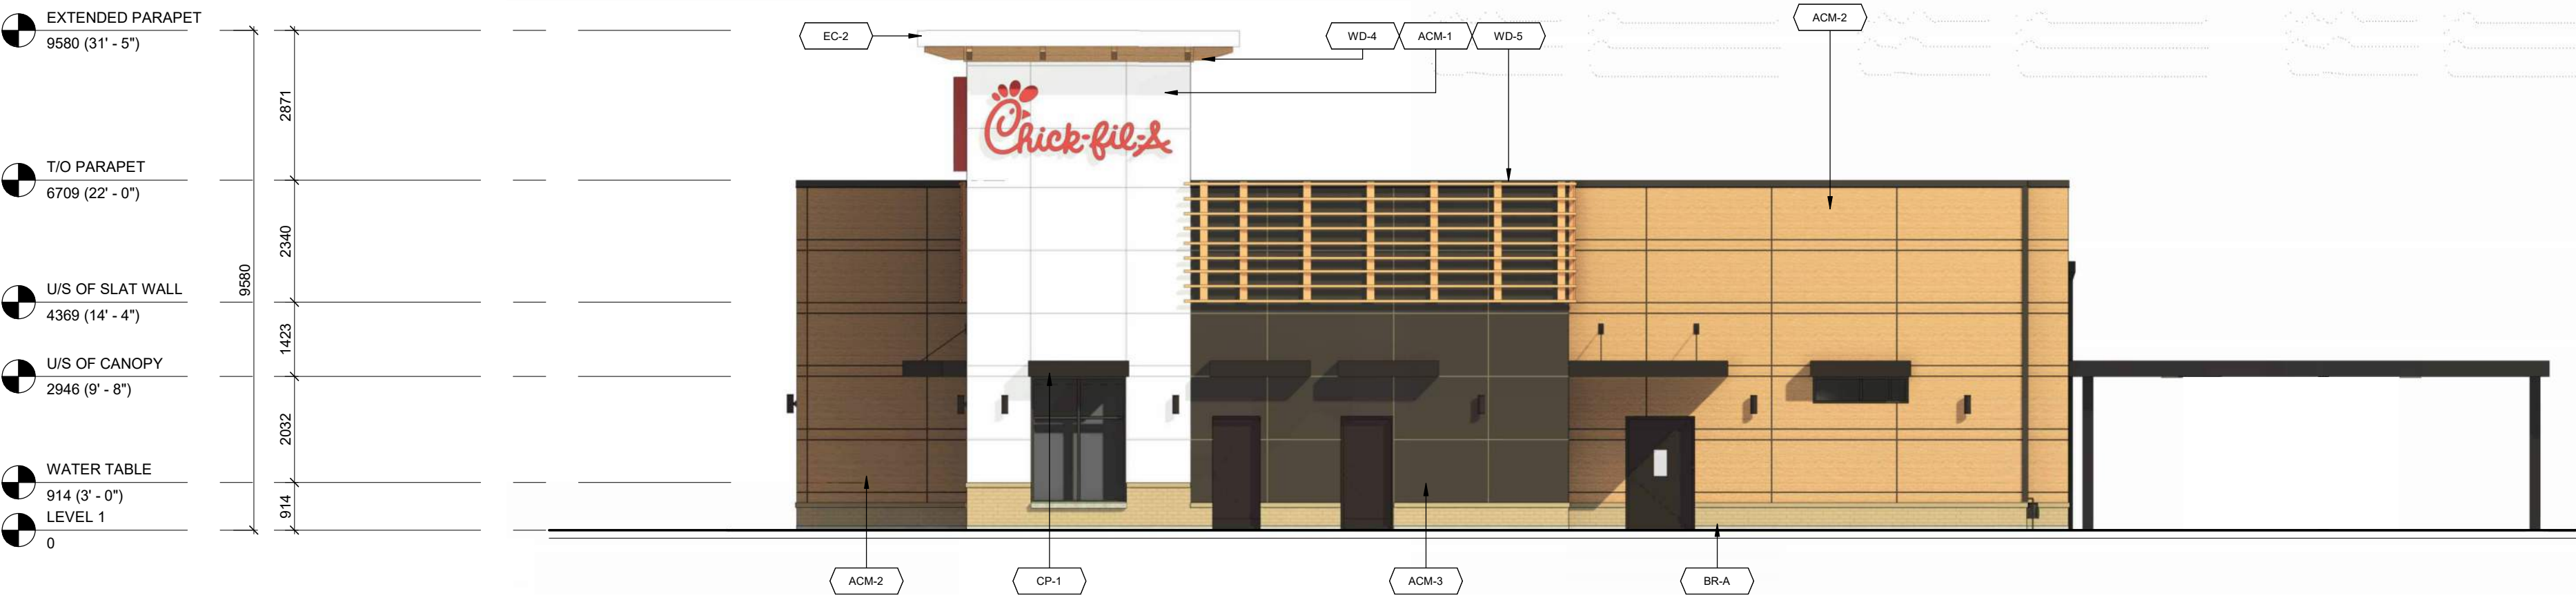 EXTENDED PARAPET
9580 (31' - 5")
T/O PARAPET
6709 (22' - 0")
U/S OF SLAT WALL
4369 (14' - 4")
U/S OF CANOPY
2946 (9' - 8")
WATER TABLE
914 (3' - 0")
LEVEL 1
0
9580
2871
2340
1423
2032
914
EC-2
WD-4
ACM-1
WD-5
ACM-2
Chick-fil-A
ACM-2
CP-1
ACM-3
BR-A